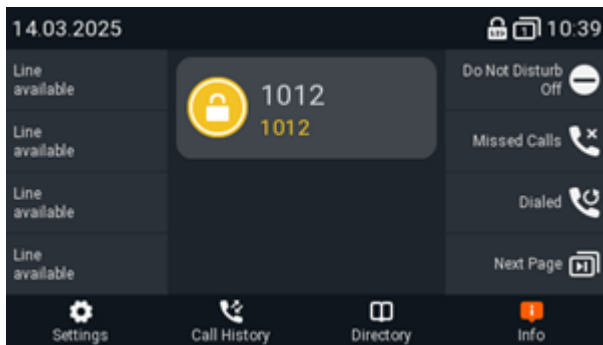 14.03.2025
1
10:39
Line
available
Line
available
Line
available
Line
available
1012
1012
Do Not Disturb
Off
Missed Calls
Dialed
Next Page
Settings
Call History
Directory
Info